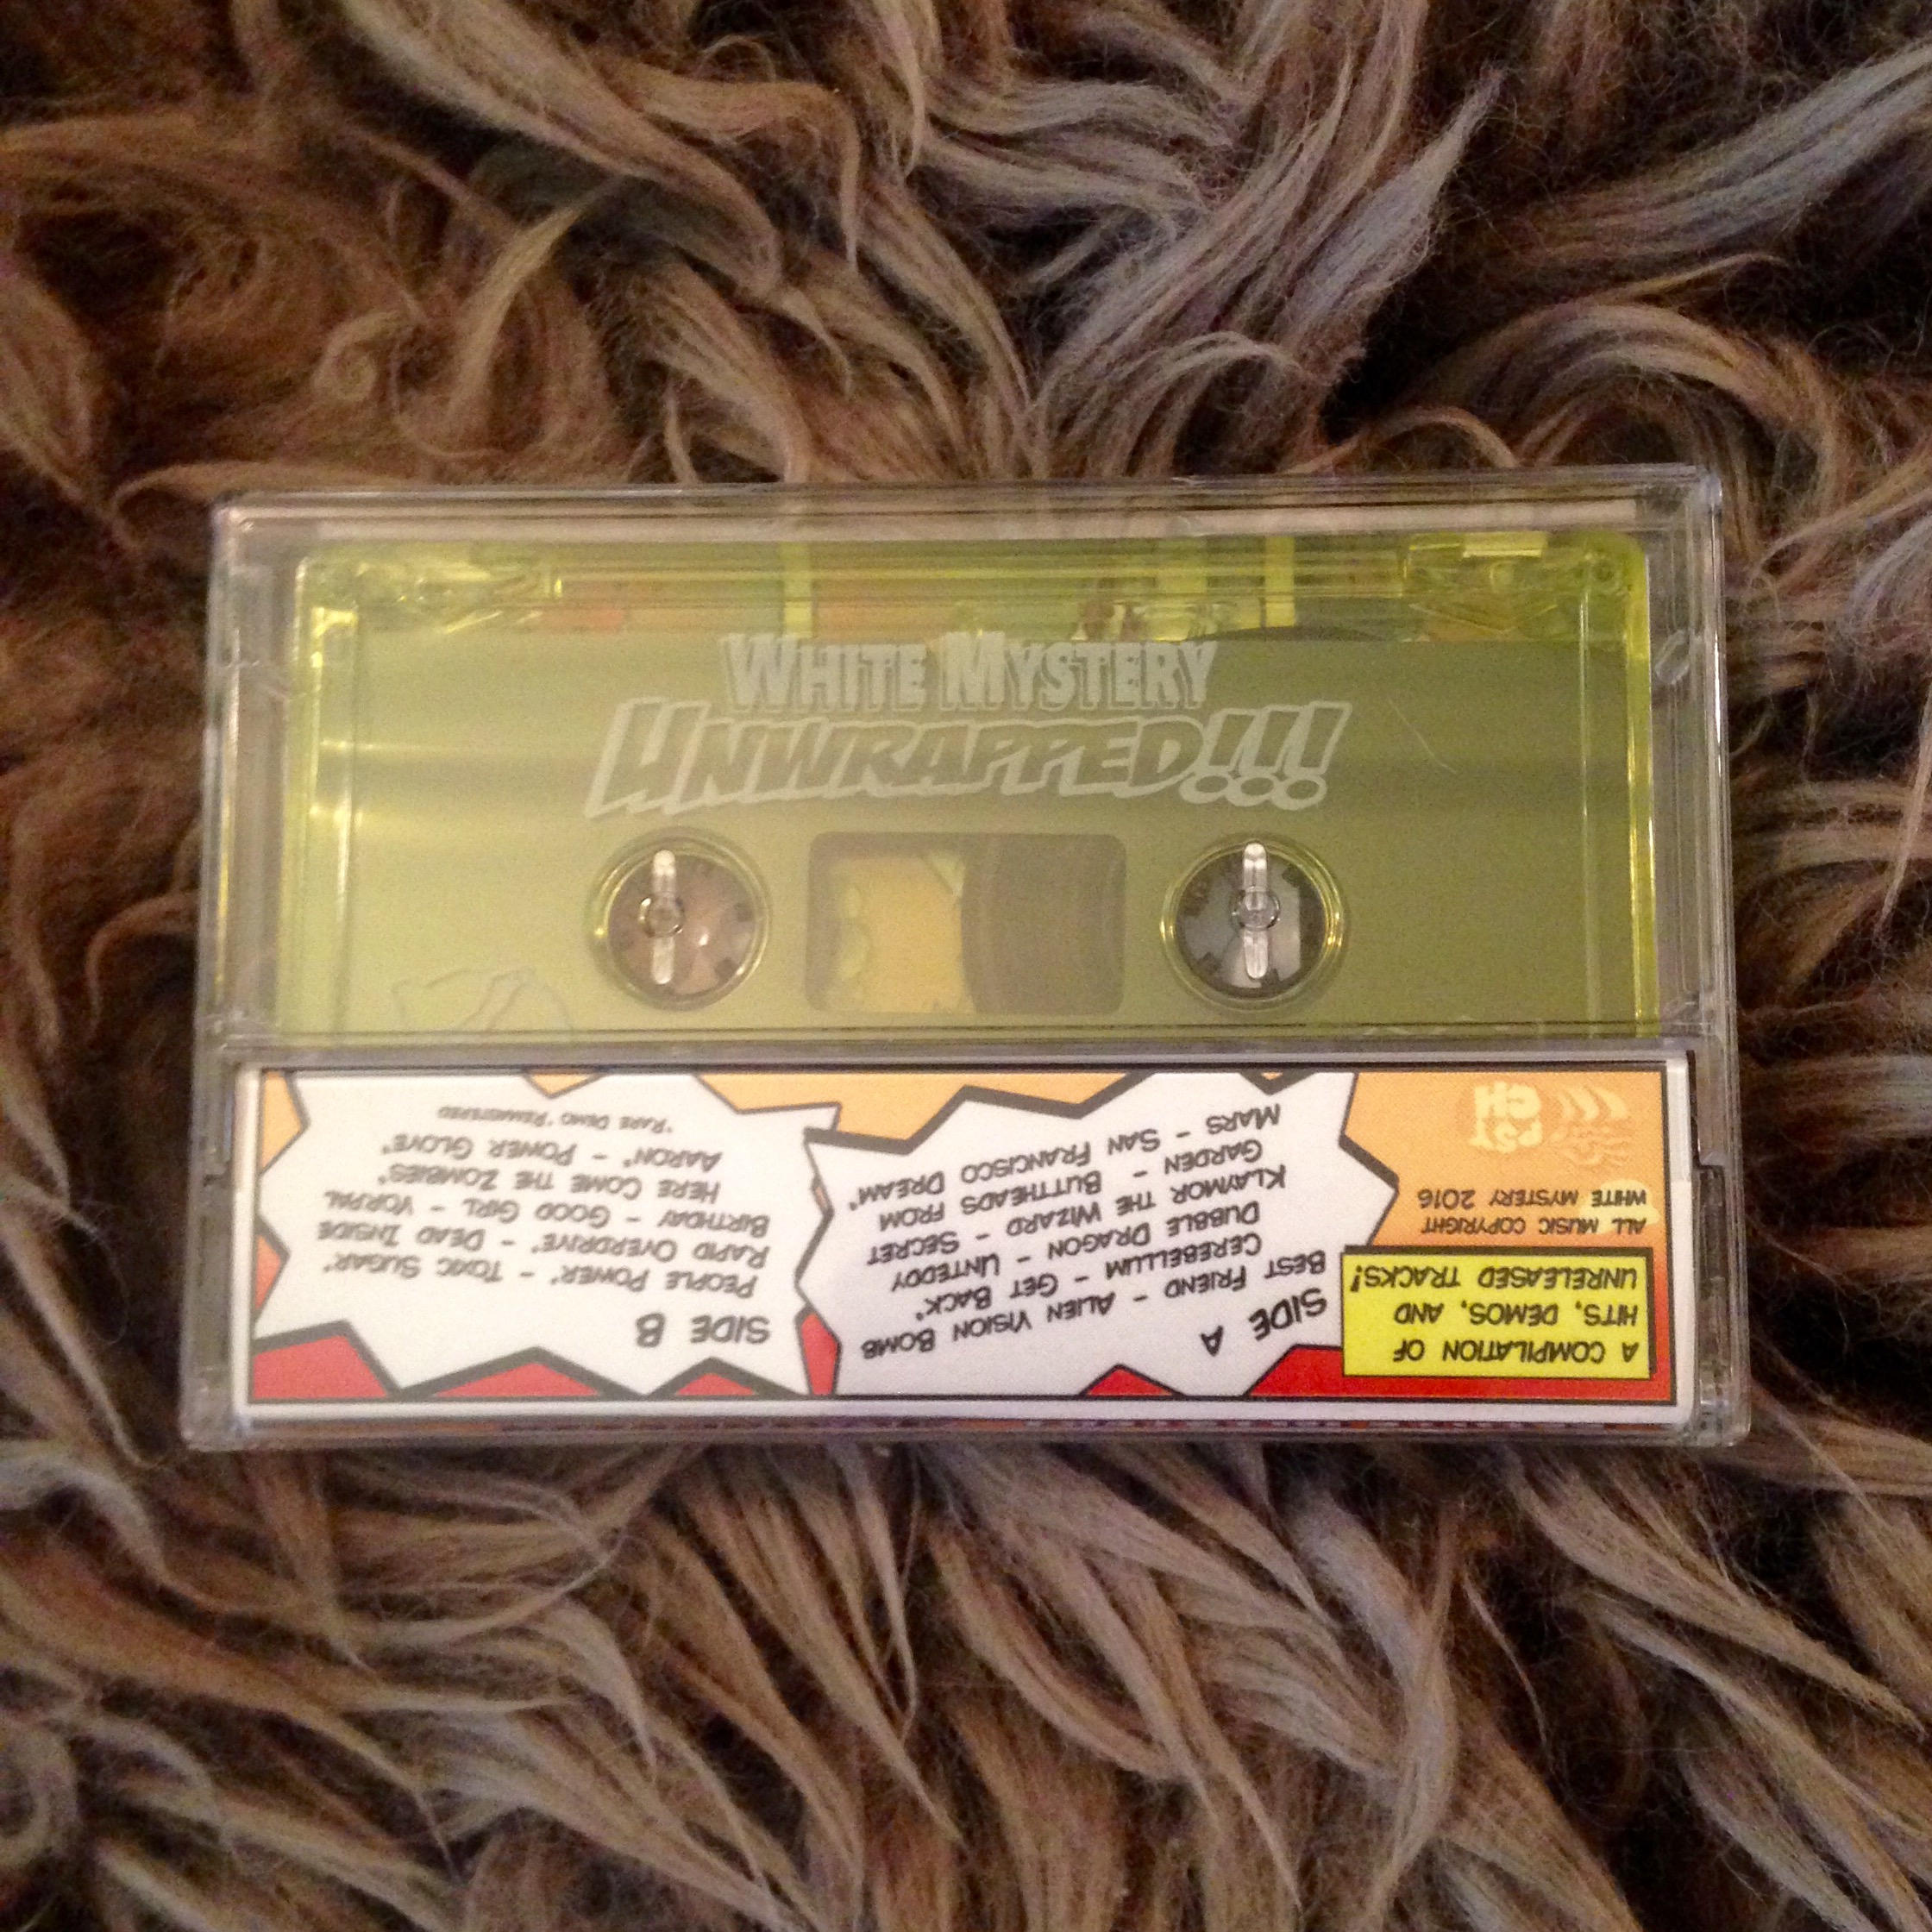 WHITE MYSTERY
UNWRAPPED!!!
A COMPILATION OF
HITS, DEMOS, AND
UNRELEASED TRACKS!
ALL MUSIC COPYRIGHT
WHITE MYSTERY 2016
SIDE A
BEST FRIEND - ALIEN VISION BOMB
CEREBELLUM - GET BACK*
DUBBLE DRAGON - UNTEDDY
KLAYMOR THE WIZARD - SECRET
GARDEN - BUTTHEADS FROM
MARS - SAN FRANCISCO DREAM*
SIDE B
PEOPLE POWER* - TOXIC SUGAR*
RAPID OVERDRIVE* - DEAD INSIDE
BIRTHDAY - GOOD GIRL - VORPAL
HERE COME THE ZOMBIES*
AARON* - POWER GLOVE*
*RARE DEMO *REMASTERED